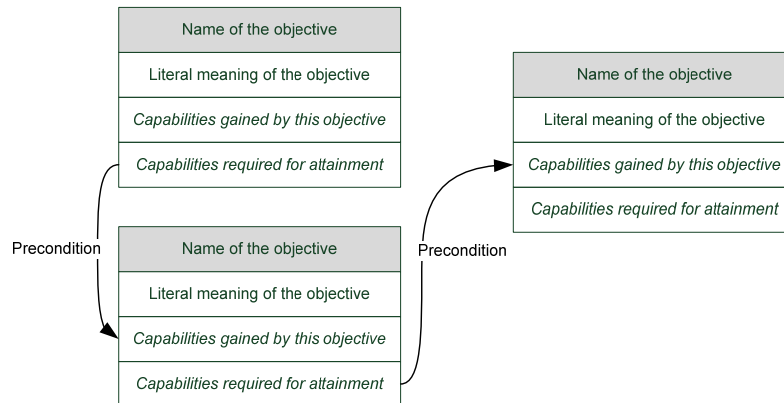 Name of the objective
Literal meaning of the objective
Capabilities gained by this objective
Capabilities required for attainment
Precondition
Name of the objective
Literal meaning of the objective
Capabilities gained by this objective
Capabilities required for attainment
Precondition
Name of the objective
Literal meaning of the objective
Capabilities gained by this objective
Capabilities required for attainment